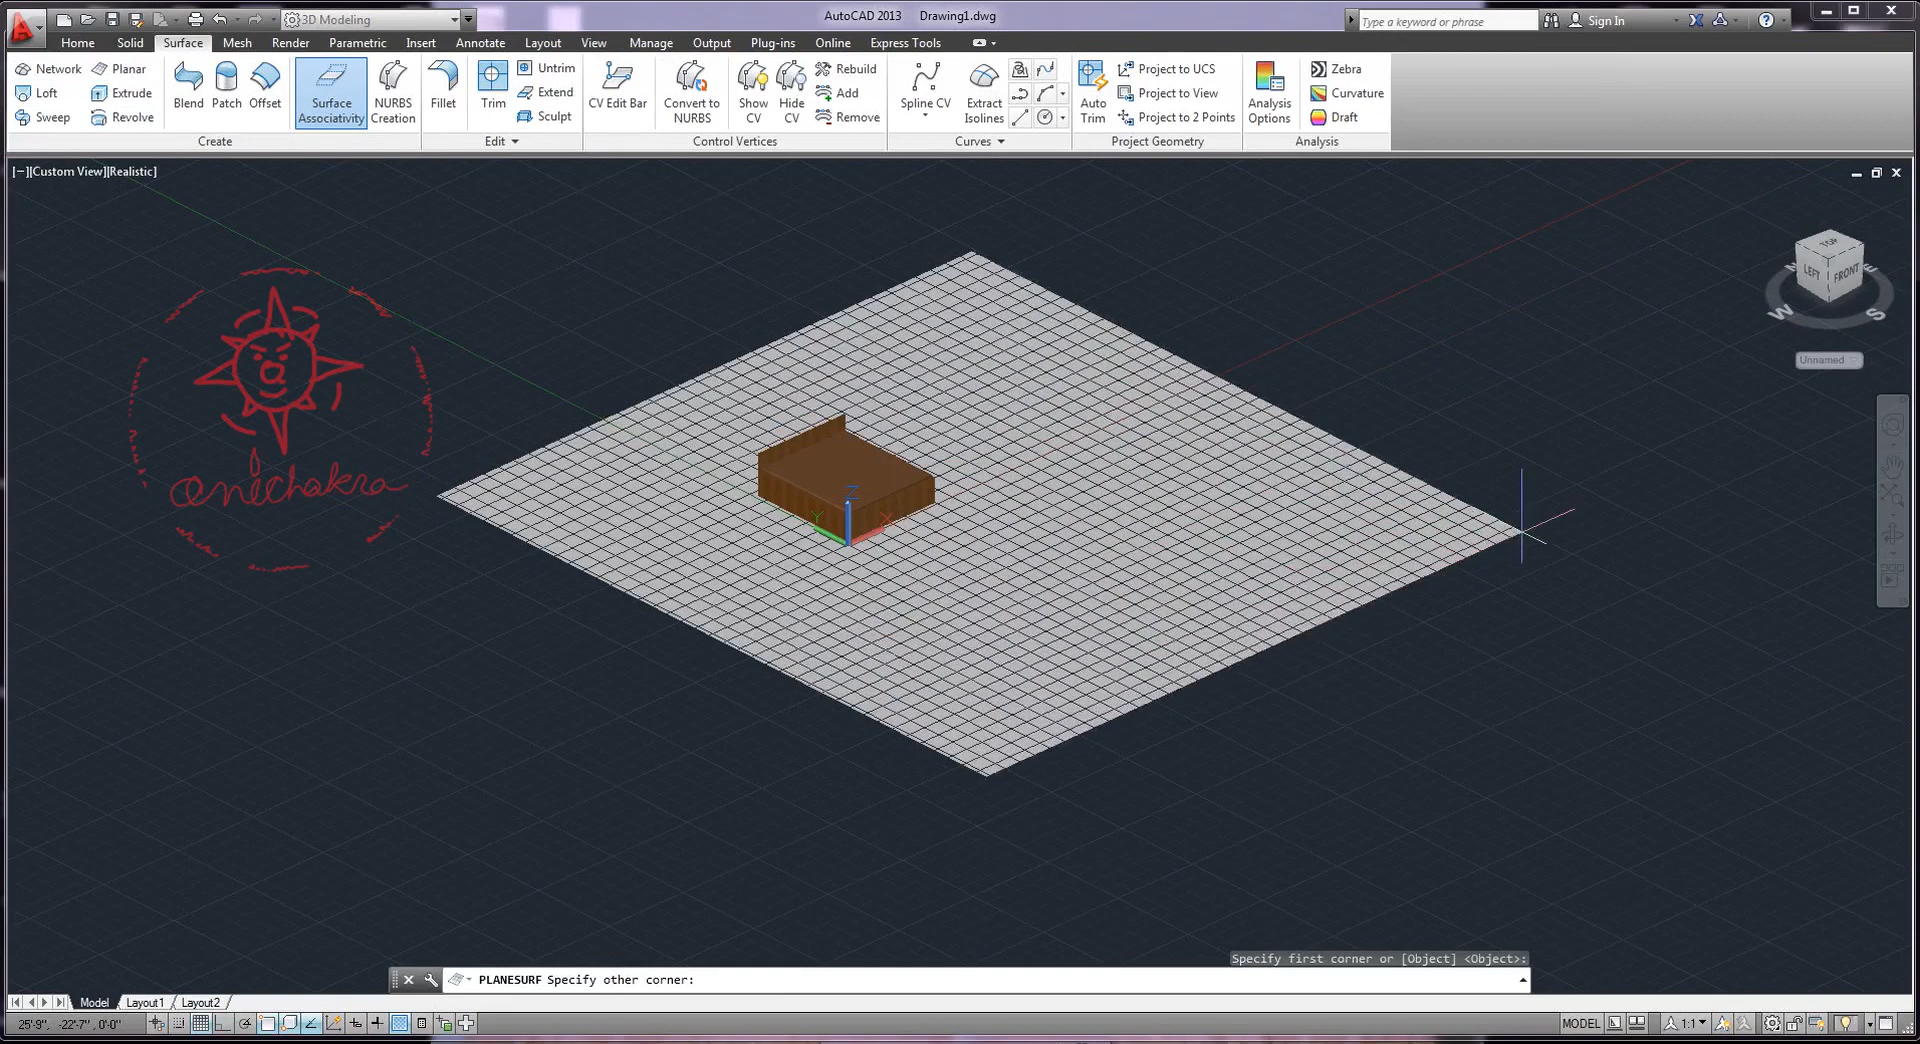 3D Modeling
AutoCAD 2013 Drawing1.dwg
Type a keyword or phrase
Sign In
Home Solid Surface Mesh Render Parametric Insert Annotate Layout View Manage Output Plug-ins Online Express Tools
Network Planar
Loft Extrude
Sweep Revolve
Blend Patch Offset
Surface
Associativity
NURBS
Creation
Create
Fillet Trim
Untrim
Extend
Sculpt
Edit
CV Edit Bar
Convert to
NURBS
Show
CV
Hide
CV
Rebuild
Add
Remove
Control Vertices
Spline CV
Extract
Isolines
Curves
Auto
Trim
Project to UCS
Project to View
Project to 2 Points
Project Geometry
Analysis
Options
Zebra
Curvature
Draft
Analysis
[−][Custom View][Realistic]
TOP
LEFT FRONT
W S
Unnamed
onichakra
Z
Y X
Specify first corner or [Object] <Object>:
PLANESURF Specify other corner:
Model Layout1 Layout2
25'-9", -22'-7", 0'-0"
MODEL
1:1